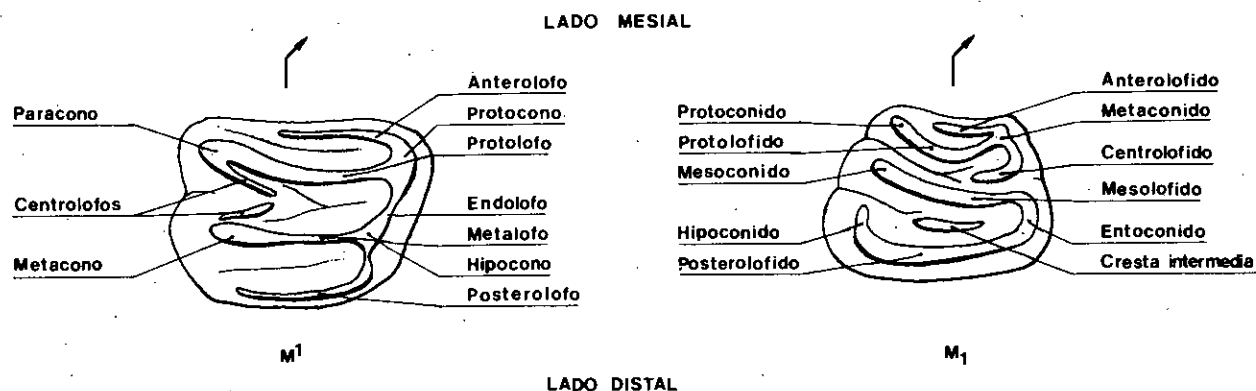 LADO MESIAL
Paracono
Centrolofos
Metacono
Anterolofo
Protocono
Protolofo
Endolofo
Metalofo
Hipocono
Posterolofo
M1
Protoconido
Protolofido
Mesoconido
Hipoconido
Posterolofido
Anterolofido
Metaconido
Centrolofido
Mesolofido
Entoconido
Cresta intermedia
M1
LADO DISTAL